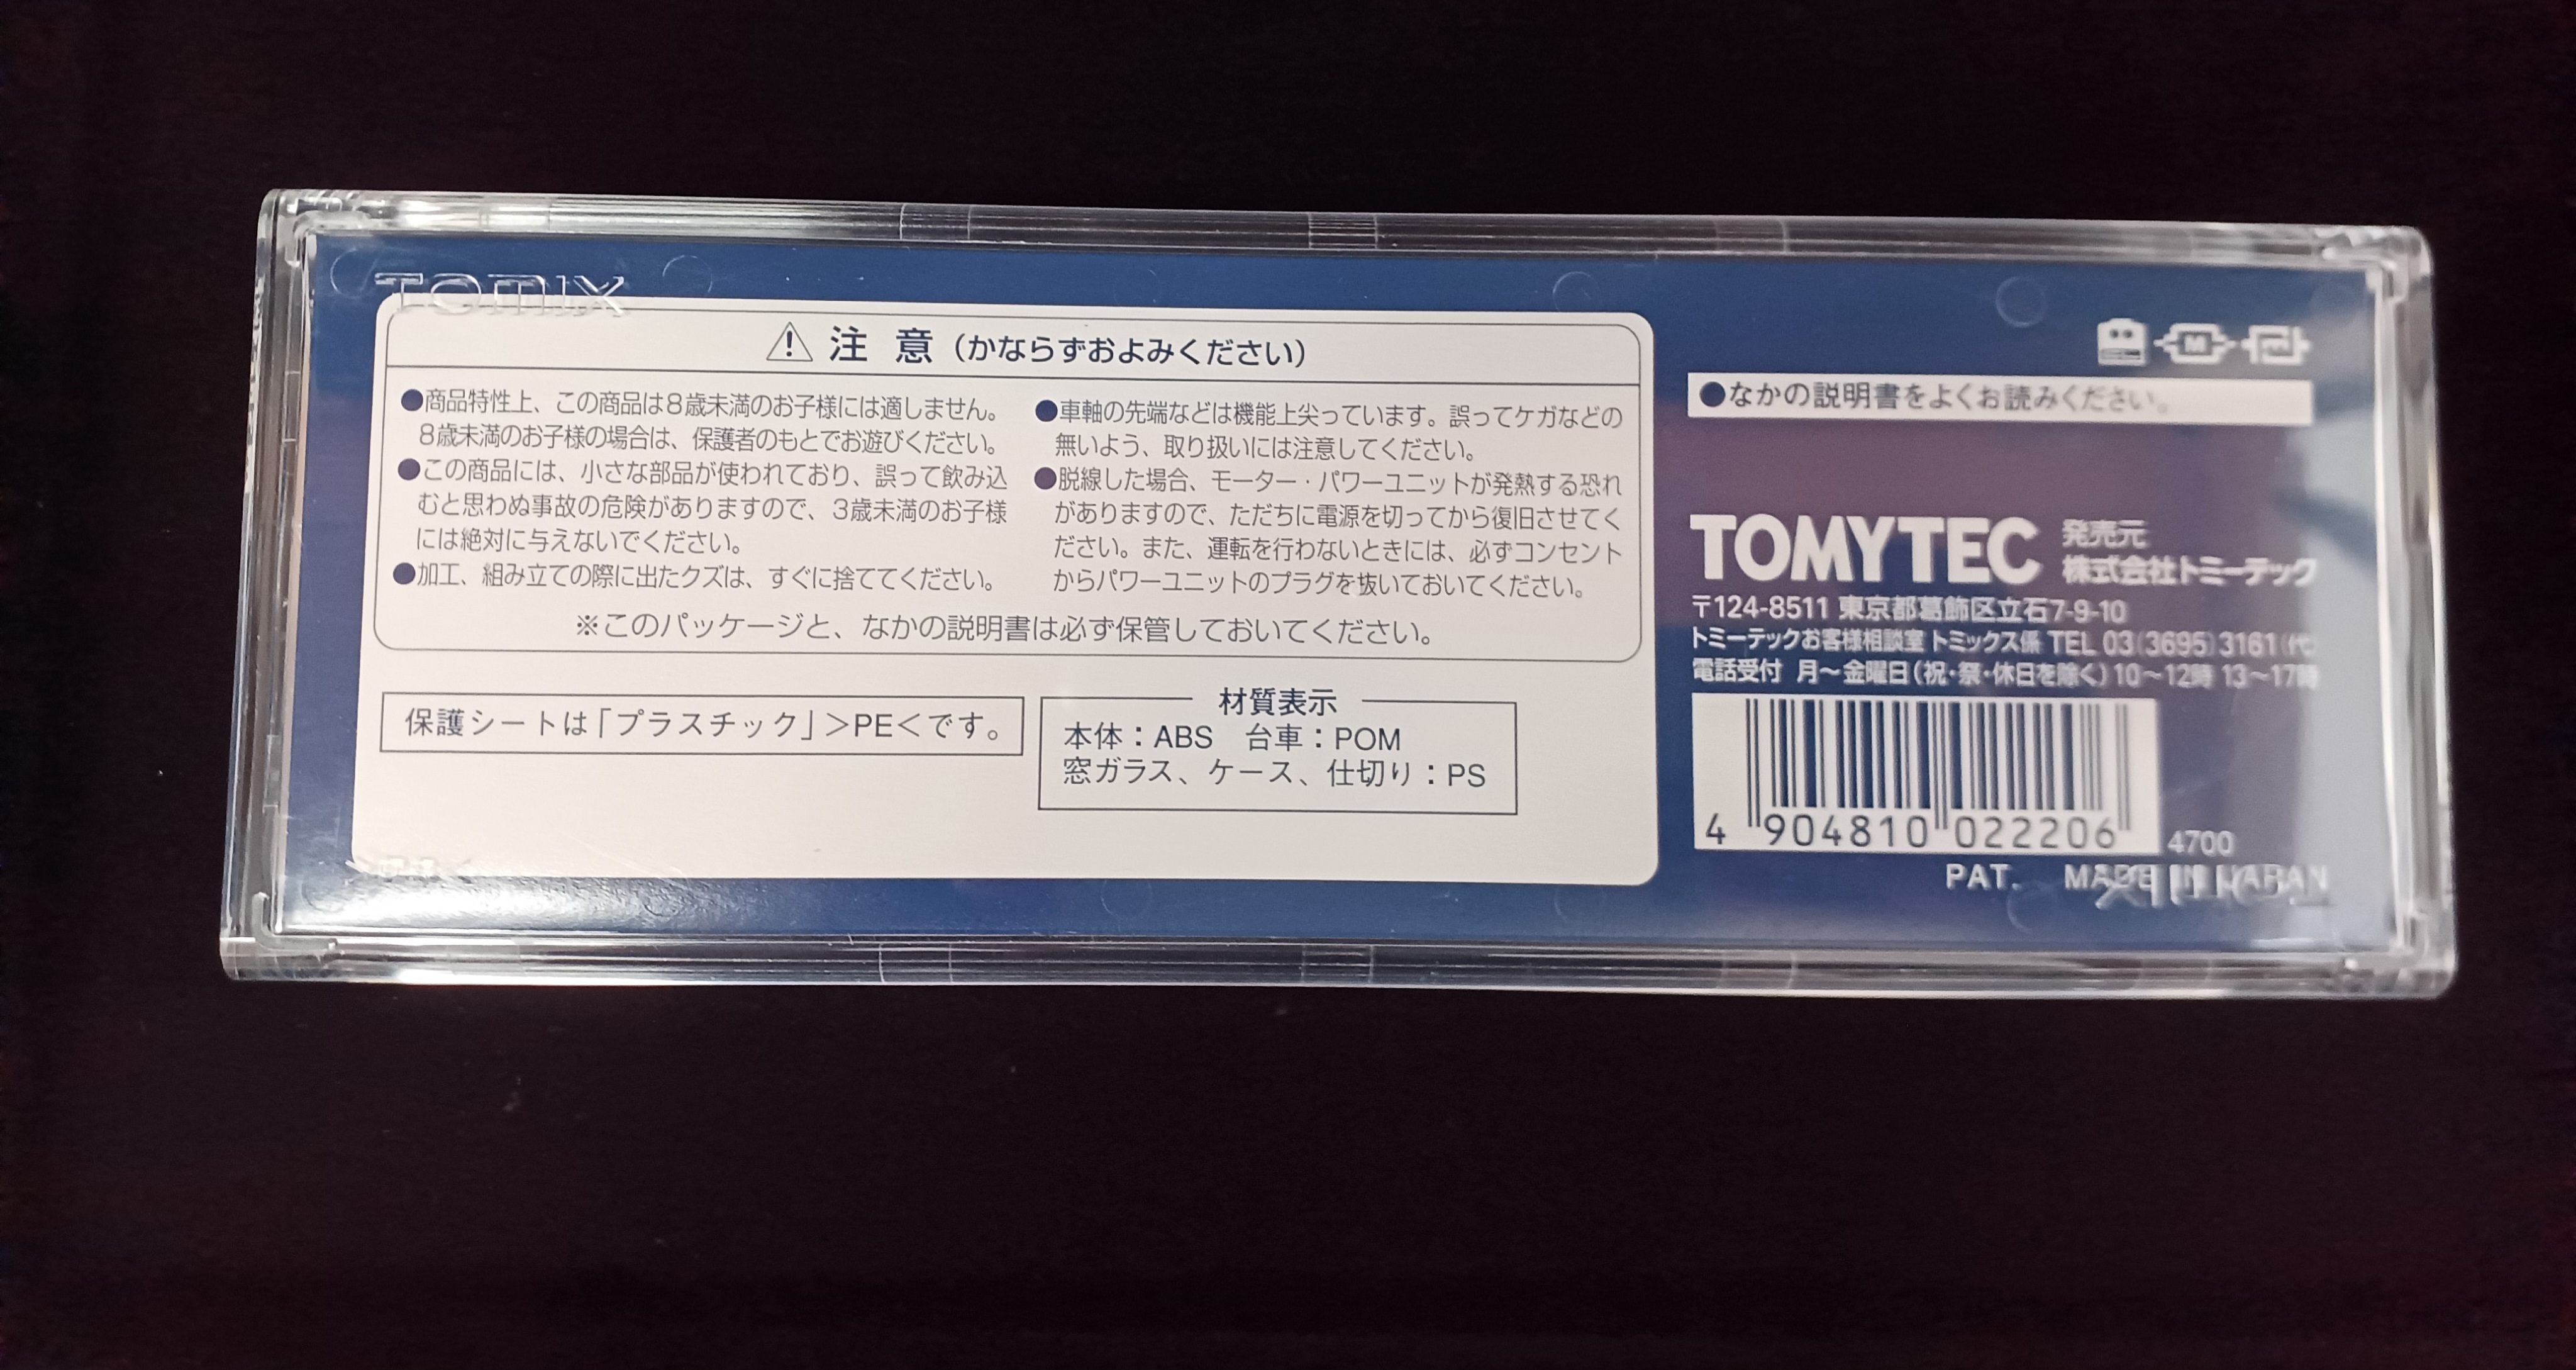 TOMIX
注 意（かならずおよみください）
●商品特性上、この商品は8歳未満のお子様には適しません。
8歳未満のお子様の場合は、保護者のもとでお遊びください。
●この商品には、小さな部品が使われており、誤って飲み込
むと思わぬ事故の危険がありますので、3歳未満のお子様
には絶対に与えないでください。
●加工、組み立ての際に出たクズは、すぐに捨ててください。
●車軸の先端などは機能上尖っています。誤ってケガなどの
無いよう、取り扱いには注意してください。
●脱線した場合、モーター・パワーユニットが発熱する恐れ
がありますので、ただちに電源を切ってから復旧させてく
ださい。また、運転を行わないときには、必ずコンセント
からパワーユニットのプラグを抜いておいてください。
※このパッケージと、なかの説明書は必ず保管しておいてください。
保護シートは「プラスチック」＞PE＜です。
材質表示
本体：ABS　台車：POM
窓ガラス、ケース、仕切り：PS
M
●なかの説明書をよくお読みください。
TOMYTEC
発売元
株式会社トミーテック
〒124-8511 東京都葛飾区立石7-9-10
トミーテックお客様相談室 トミックス係 TEL 03(3695)3161(代)
電話受付 月〜金曜日(祝・祭・休日を除く)10〜12時 13〜17時
4 904810 022206
4700
PAT. MADE IN JAPAN